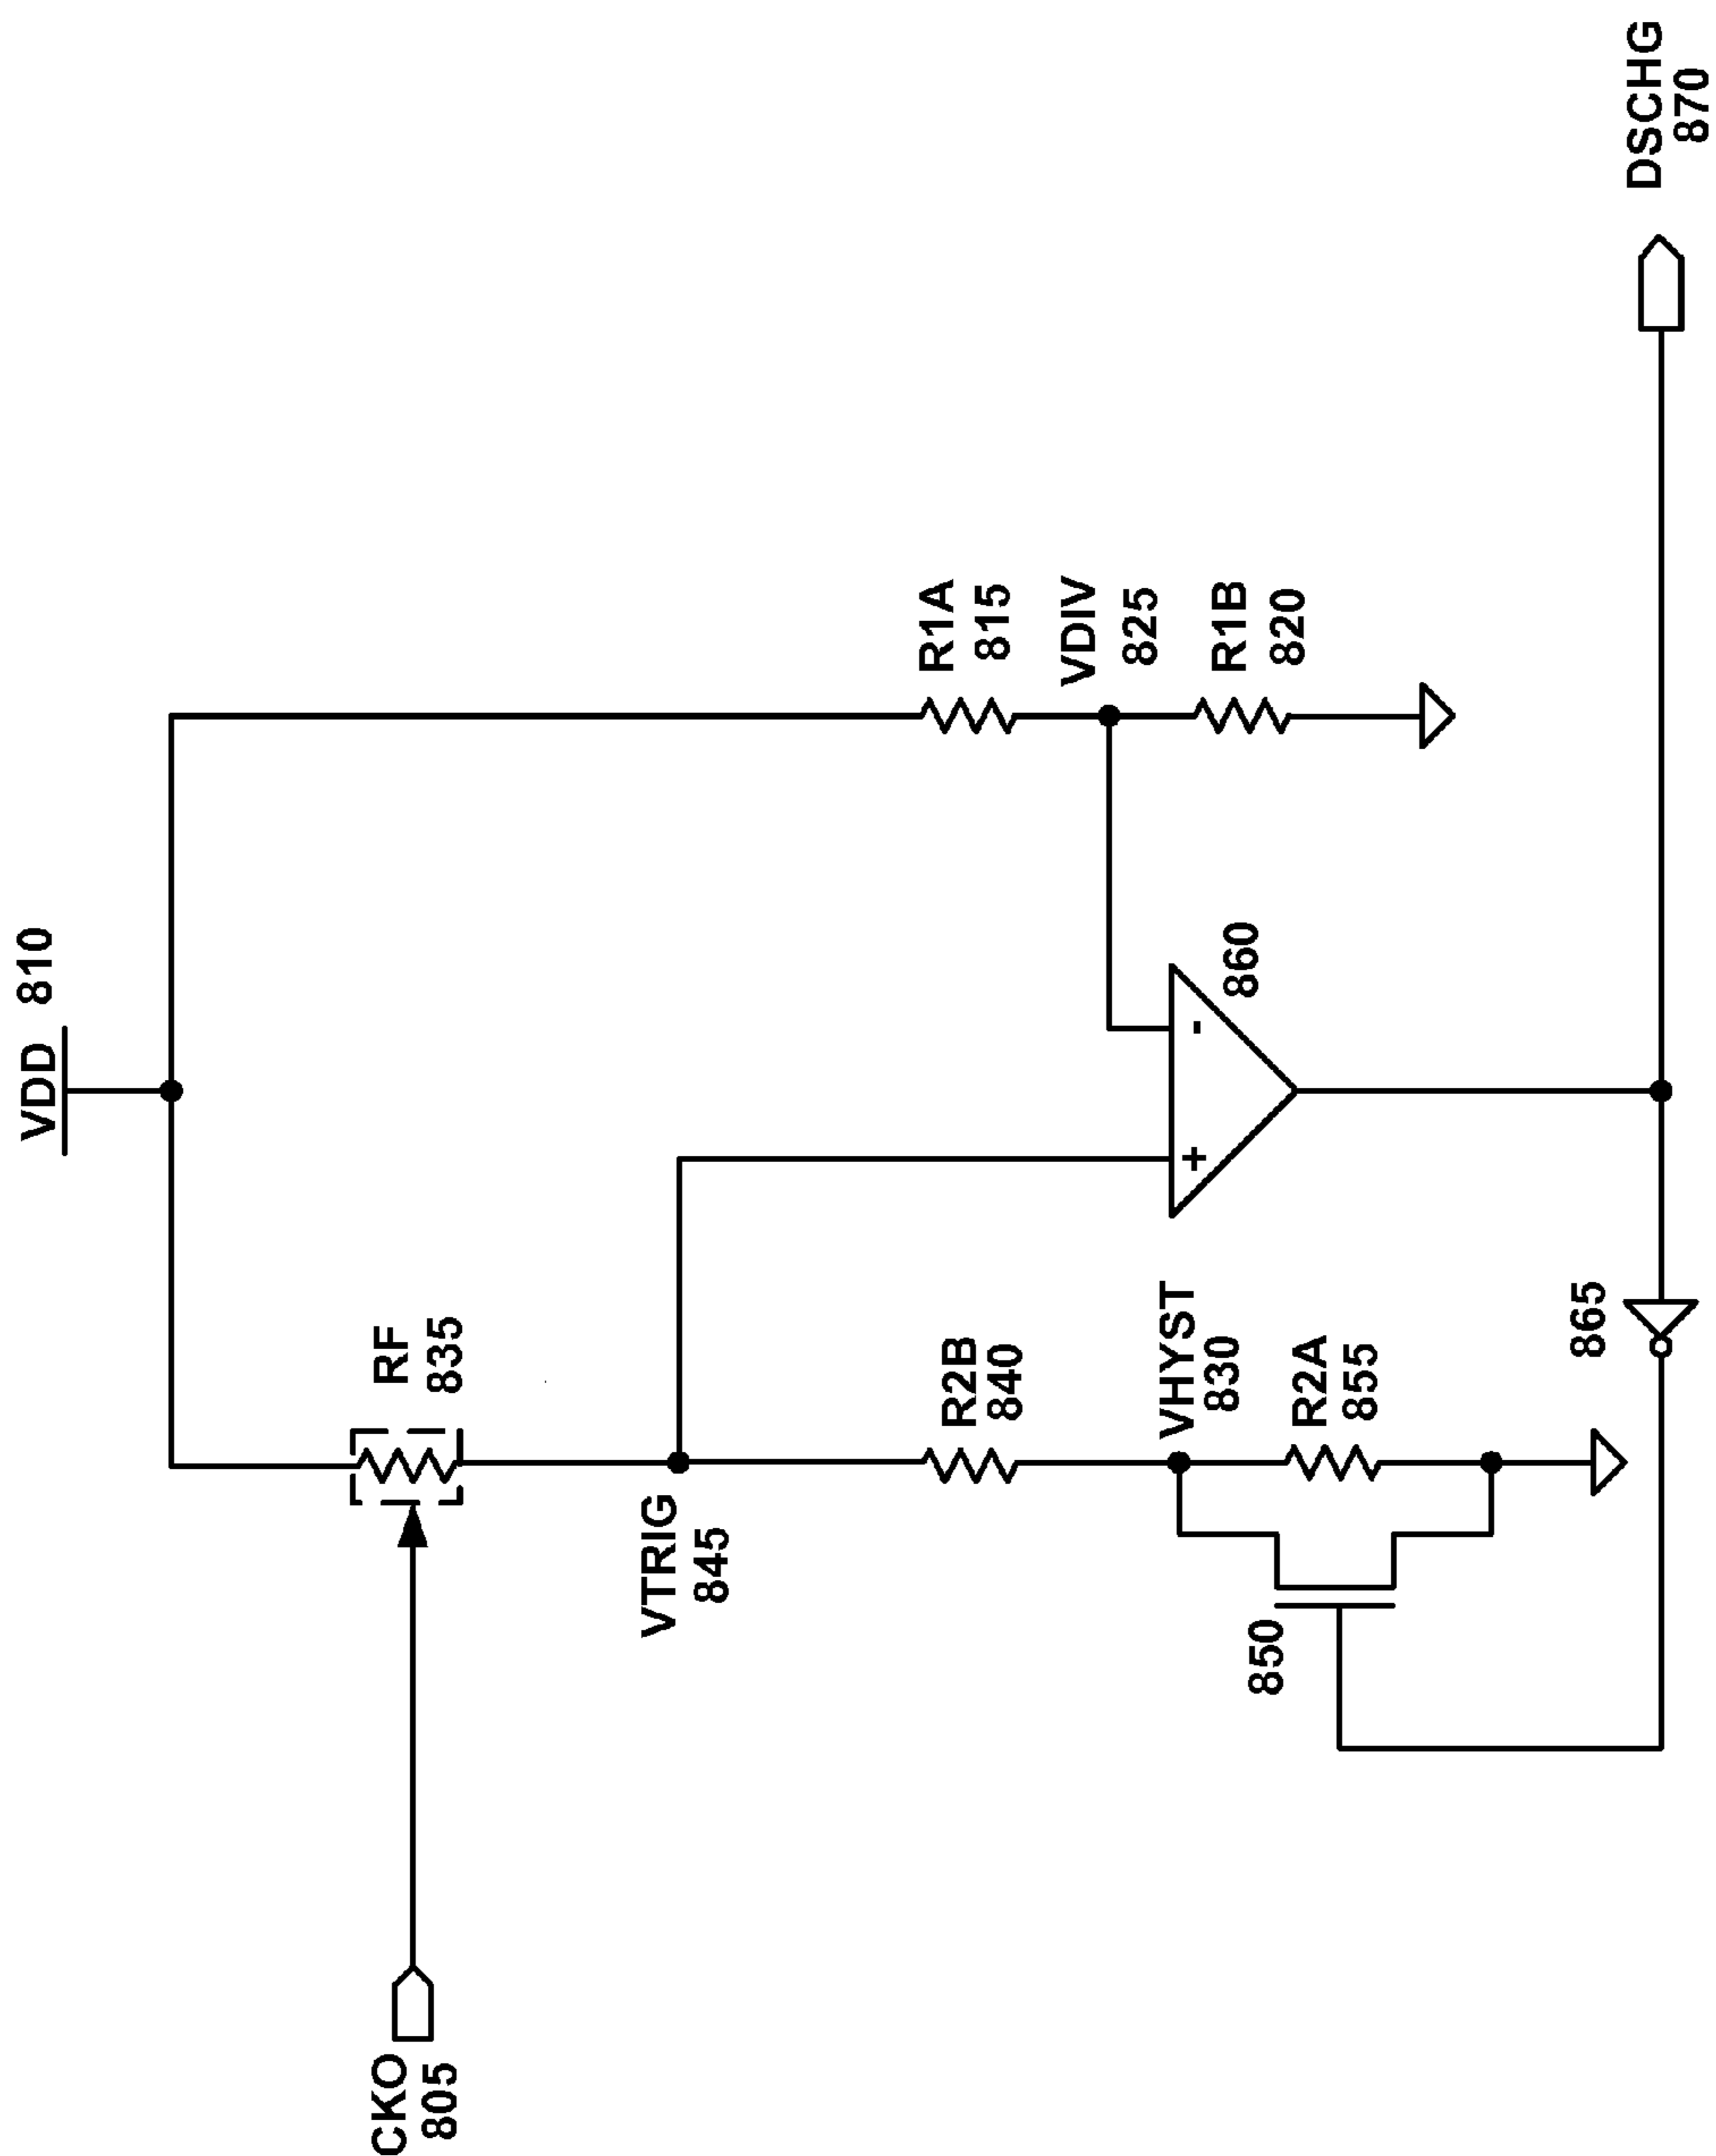 VDD 810
CKO
805
RF
835
VTRIG
845
R1A
815
VDIV
825
R1B
820
R2B
840
VHYST
830
R2A
855
850
+
-
860
865
DSCHG
870